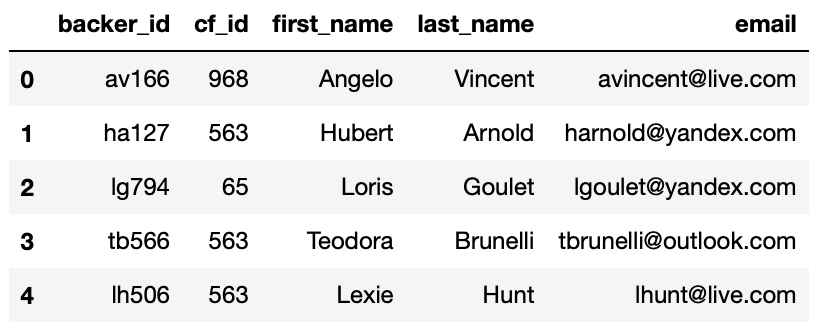 backer_id cf_id first_name last_name email
0 av166 968 Angelo Vincent avincent@live.com
1 ha127 563 Hubert Arnold harnold@yandex.com
2 lg794 65 Loris Goulet lgoulet@yandex.com
3 tb566 563 Teodora Brunelli tbrunelli@outlook.com
4 lh506 563 Lexie Hunt lhunt@live.com